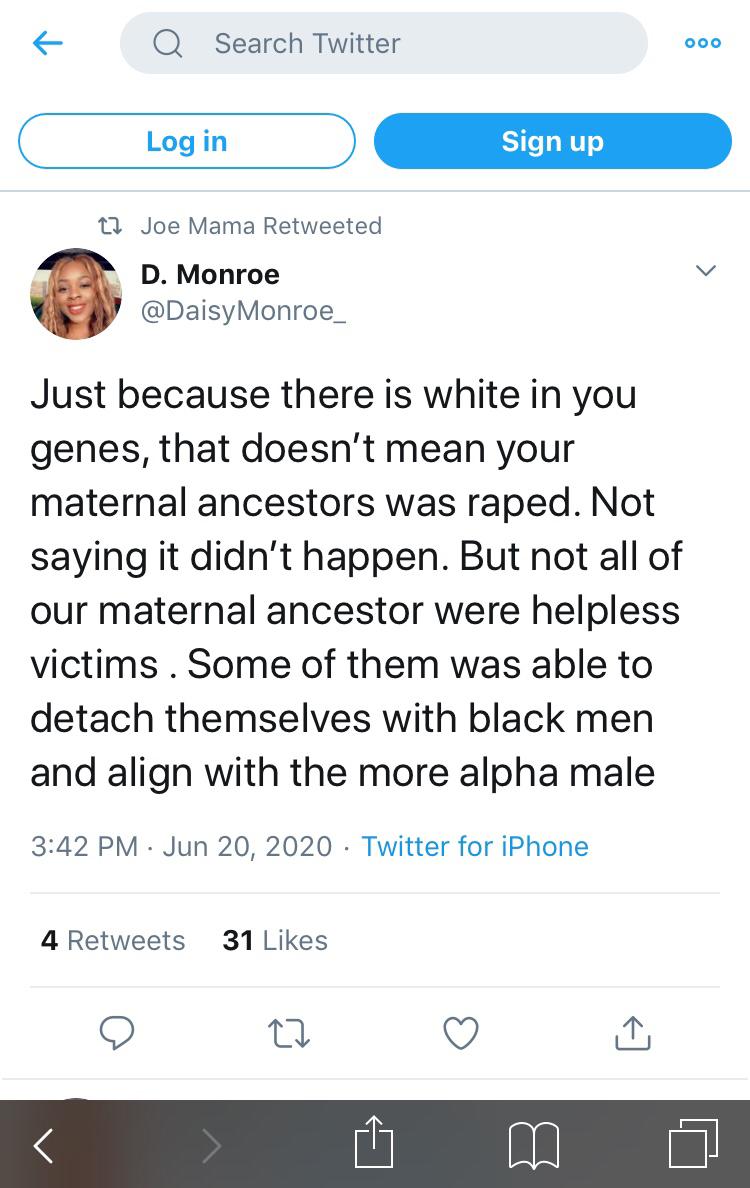 Search Twitter
Log in
Sign up
Joe Mama Retweeted
D. Monroe
@DaisyMonroe_
Just because there is white in you
genes, that doesn’t mean your
maternal ancestors was raped. Not
saying it didn’t happen. But not all of
our maternal ancestor were helpless
victims . Some of them was able to
detach themselves with black men
and align with the more alpha male
3:42 PM · Jun 20, 2020 · Twitter for iPhone
4 Retweets 31 Likes